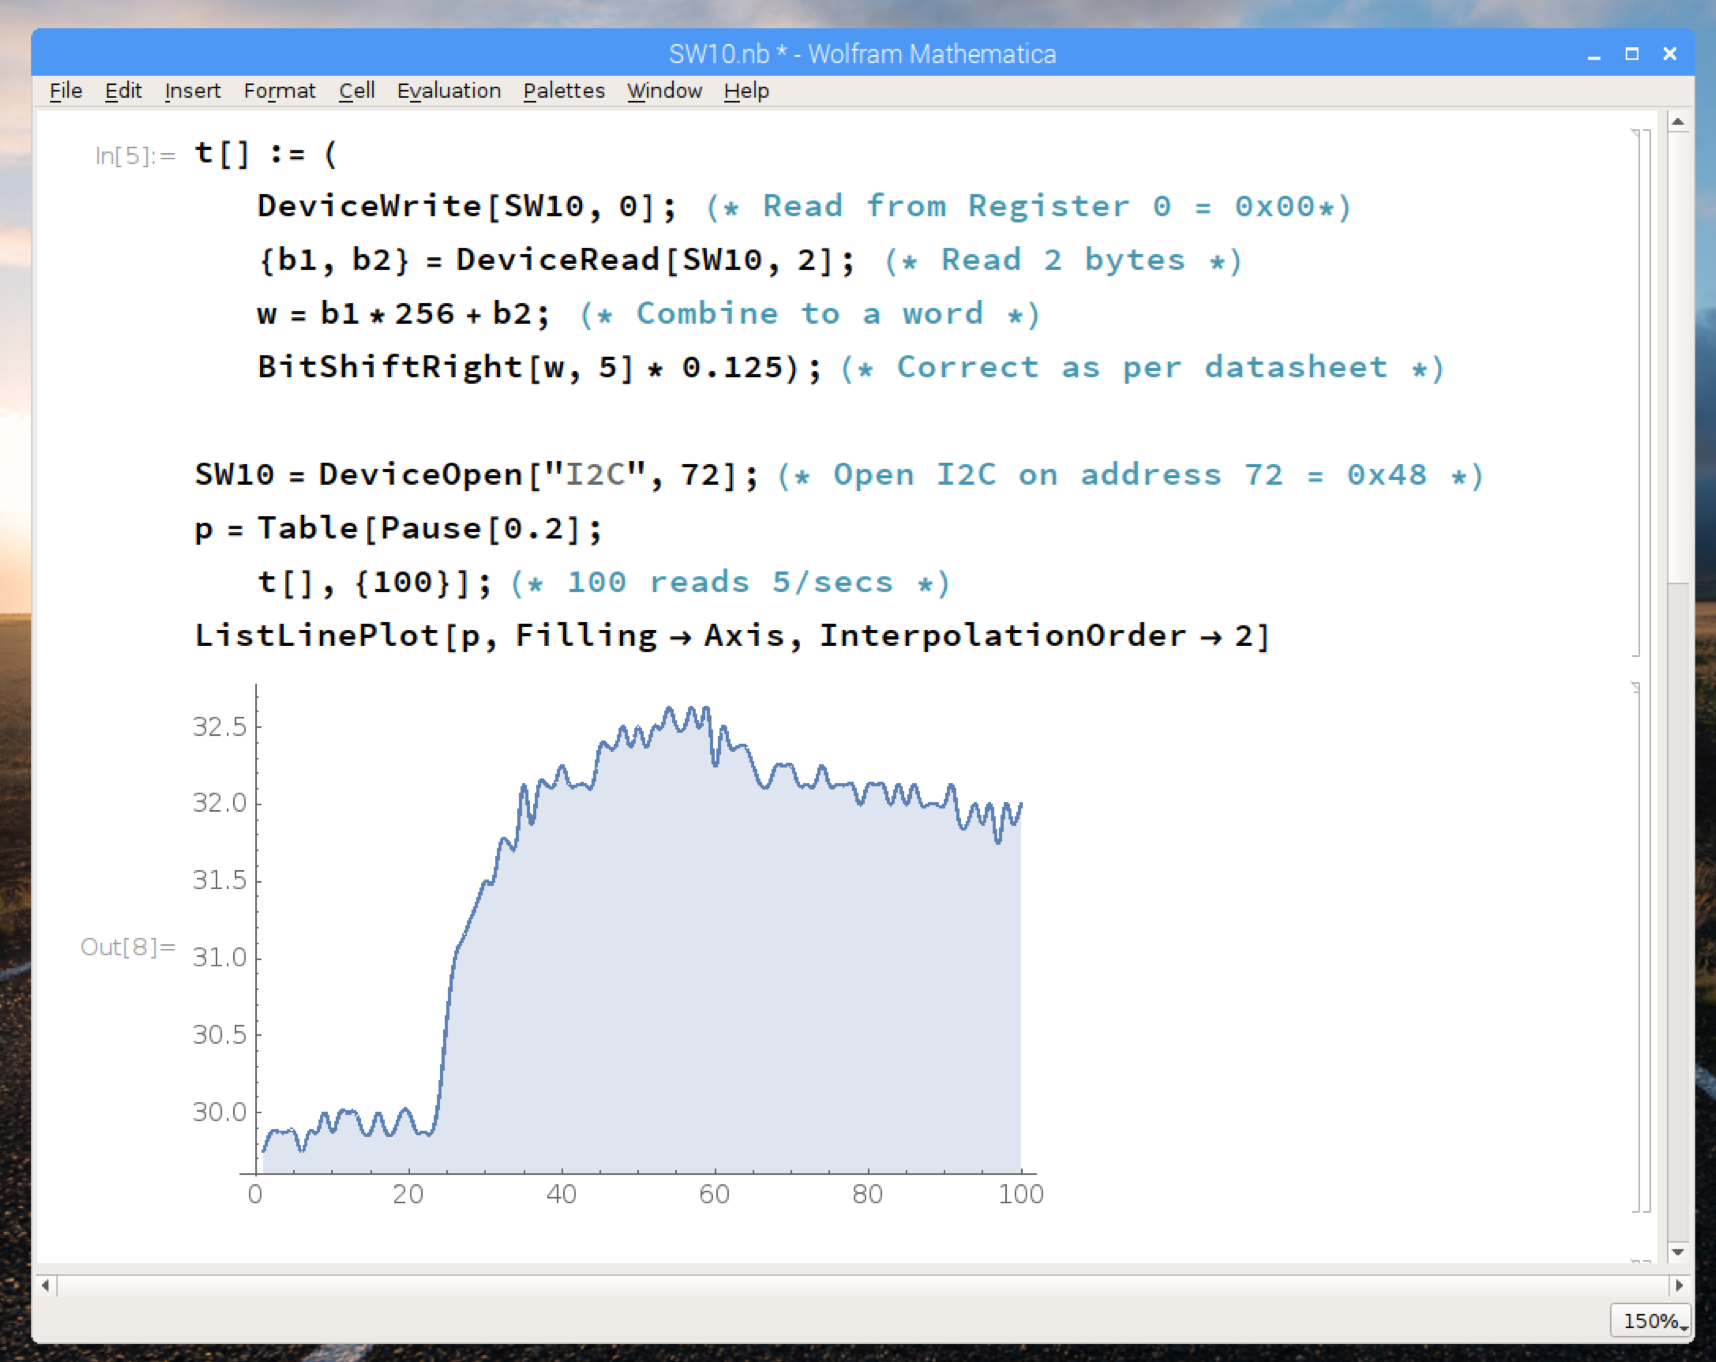 SW10.nb * - Wolfram Mathematica
File Edit Insert Format Cell Evaluation Palettes Window Help
In[5]:= t[] := (
DeviceWrite[SW10, 0]; (* Read from Register 0 = 0x00*)
{b1, b2} = DeviceRead[SW10, 2]; (* Read 2 bytes *)
w = b1 * 256 + b2; (* Combine to a word *)
BitShiftRight[w, 5] * 0.125); (* Correct as per datasheet *)
SW10 = DeviceOpen["I2C", 72]; (* Open I2C on address 72 = 0x48 *)
p = Table[Pause[0.2];
t[], {100}]; (* 100 reads 5/secs *)
ListLinePlot[p, Filling → Axis, InterpolationOrder → 2]
32.5
32.0
31.5
Out[8]= 31.0
30.5
30.0
0 20 40 60 80 100
150%